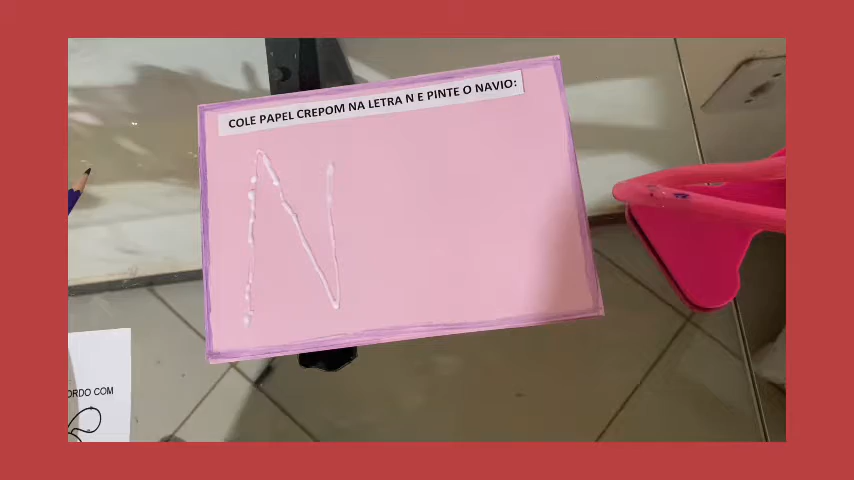 COLE PAPEL CREPOM NA LETRA N E PINTE O NAVIO:
N
ORDO COM